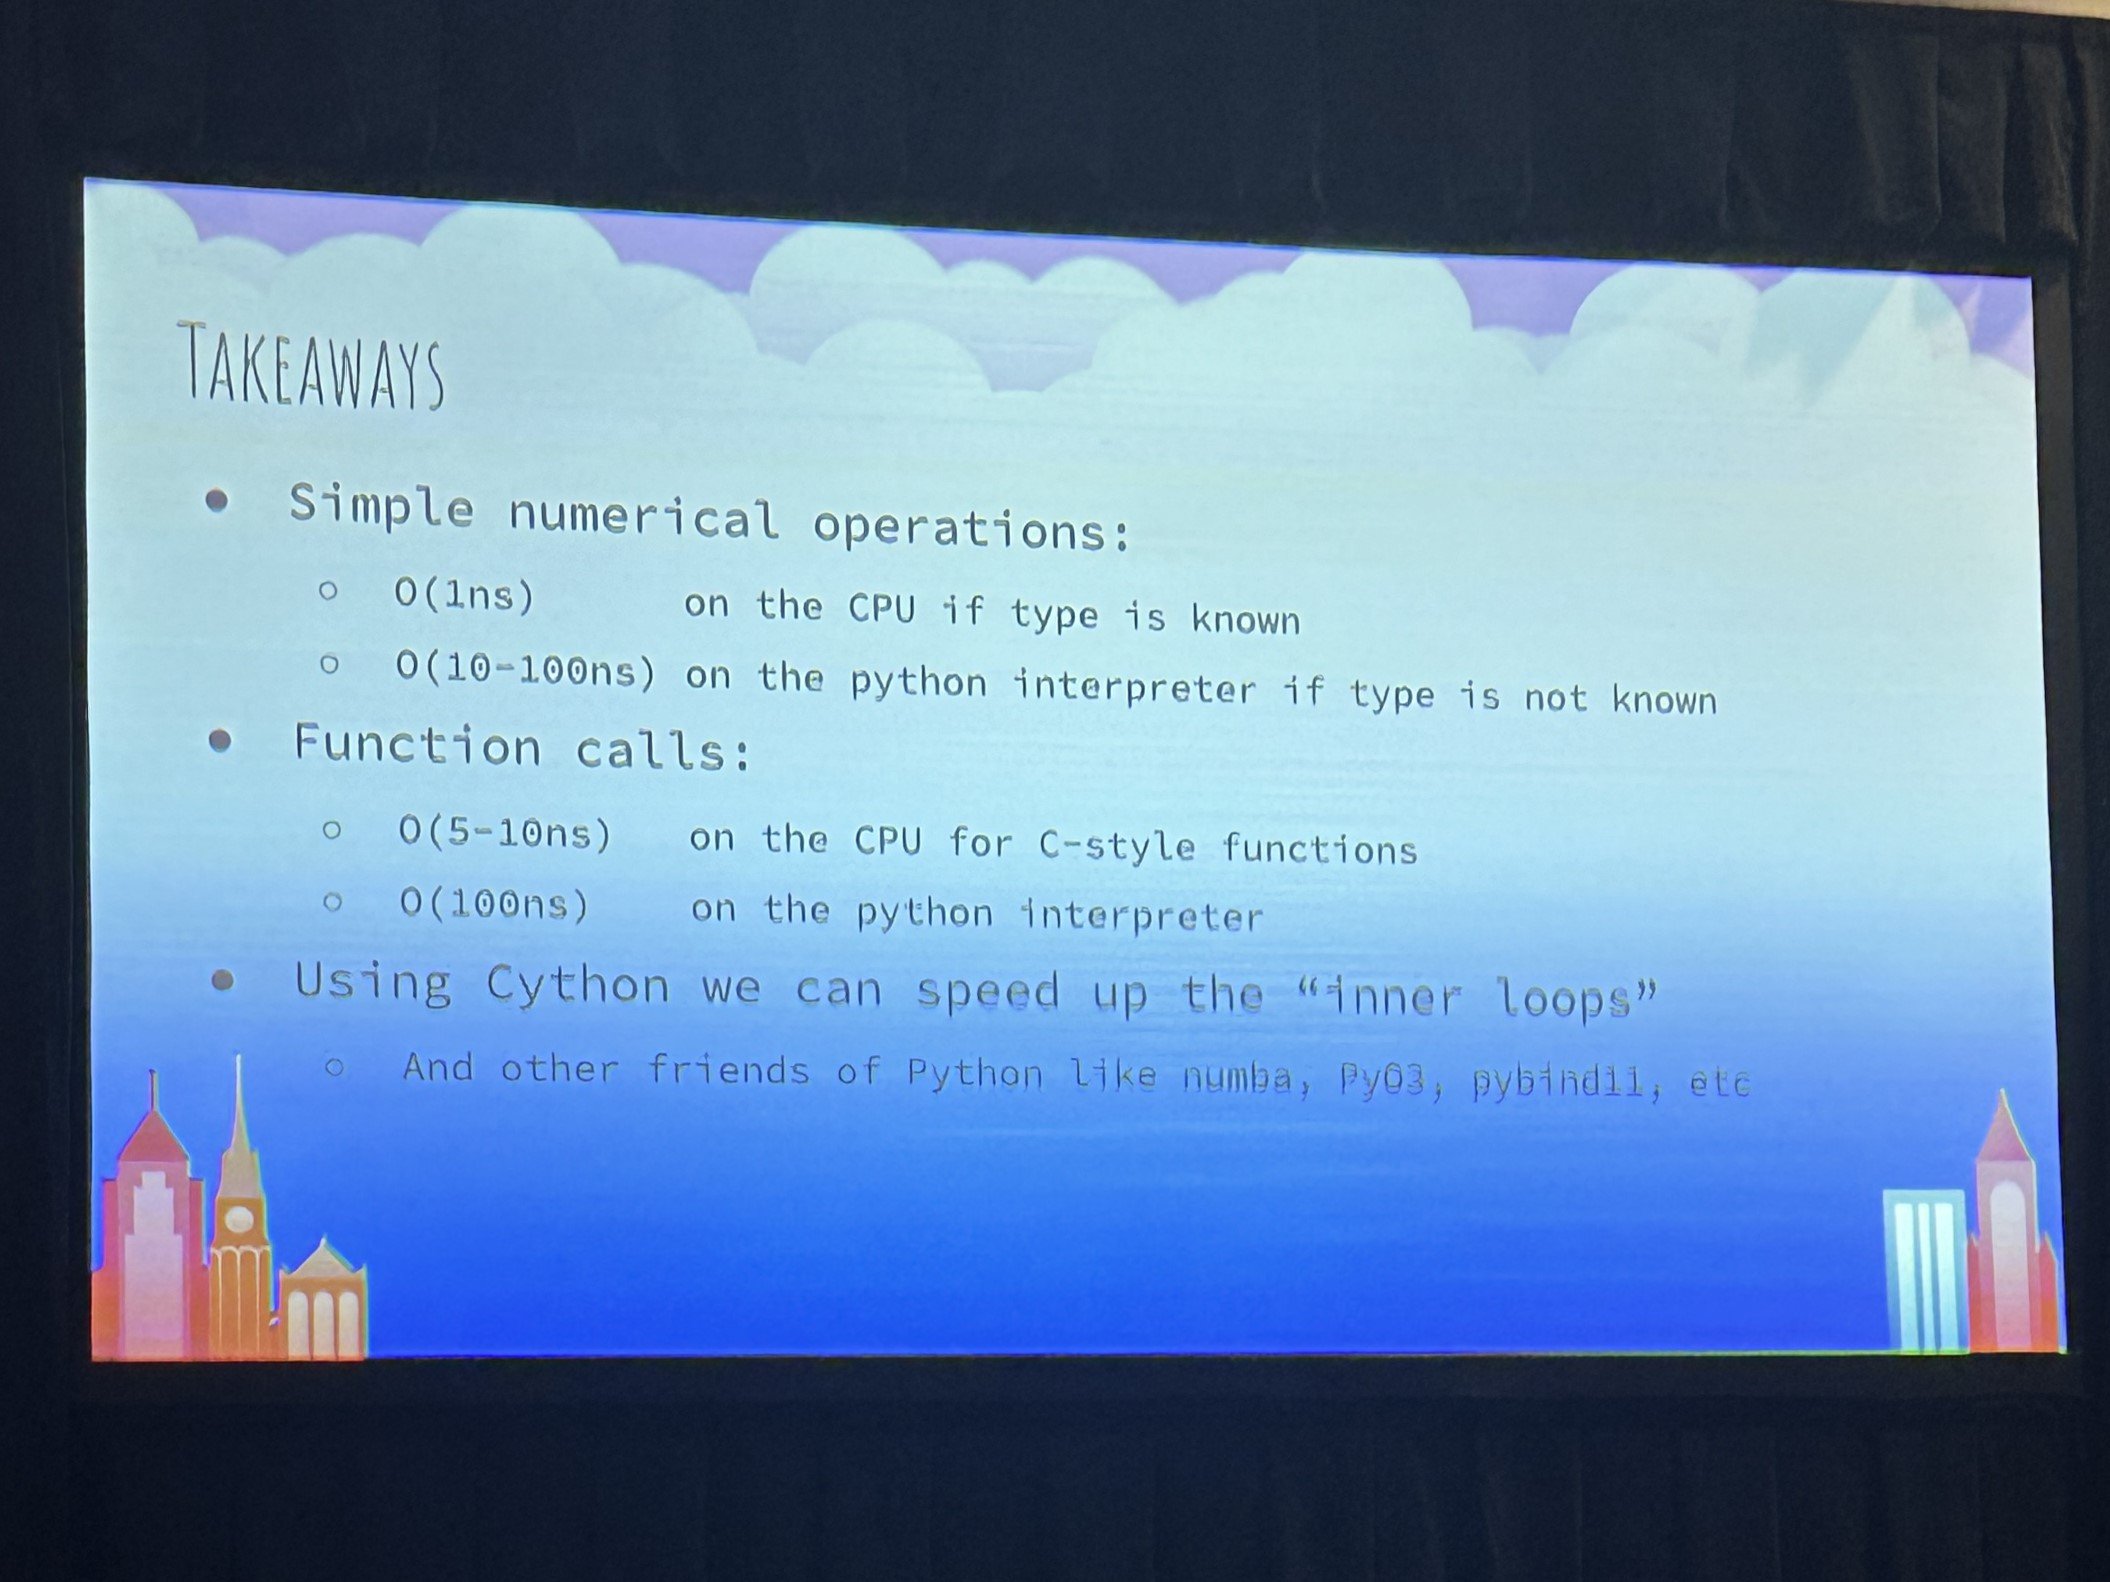 TAKEAWAYS
● Simple numerical operations:
○ O(1ns) on the CPU if type is known
○ O(10-100ns) on the python interpreter if type is not known
● Function calls:
○ O(5-10ns) on the CPU for C-style functions
○ O(100ns) on the python interpreter
● Using Cython we can speed up the “inner loops”
○ And other friends of Python like numba, PyO3, pybind11, etc